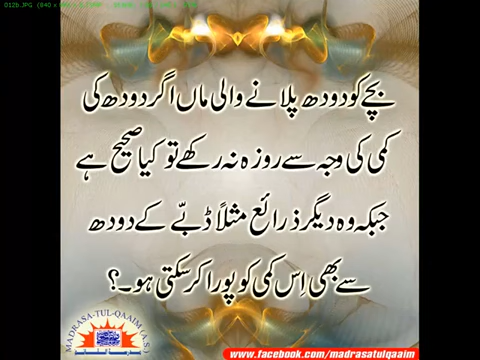 بچے کو دودھ پلانے والی ماں اگر دودھ کی
کمی کی وجہ سے روزہ نہ رکھے تو کیا صحیح ہے
جبکہ وہ دیگر ذرائع مثلاً ڈبّے کے دودھ
سے بھی اِس کمی کو پورا کر سکتی ہو۔؟
MADRASA-TUL-QAAIM (A.S)
www.facebook.com/madrasatulqaaim